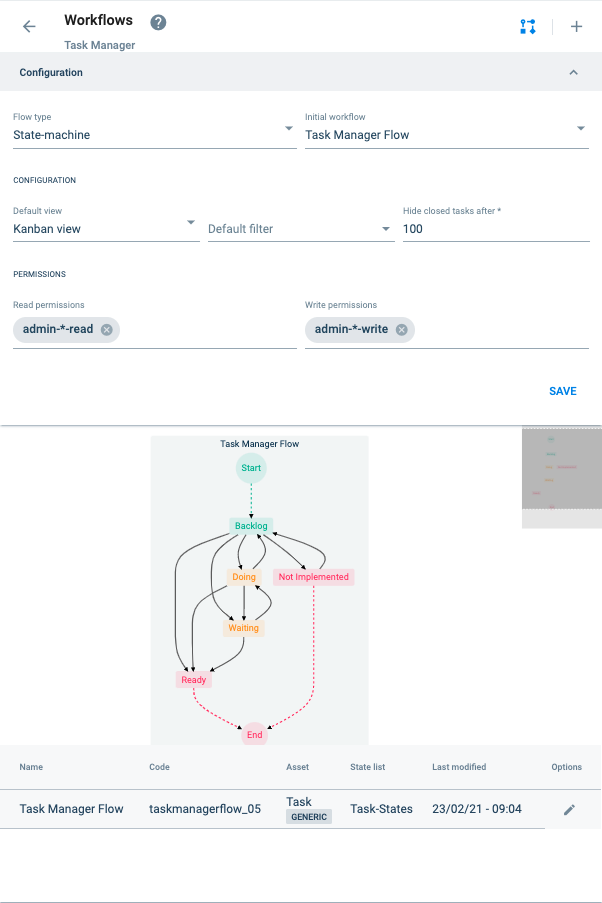 Workflows
Task Manager
Configuration
Flow type
Initial workflow
State-machine
Task Manager Flow
CONFIGURATION
Default view
Hide closed tasks after *
Kanban view
Default filter
100
PERMISSIONS
Read permissions
Write permissions
admin-*-read
admin-*-write
SAVE
Task Manager Flow
Start
Backlog
Doing
Not Implemented
Waiting
Ready
End
Name Code Asset State list Last modified Options
Task Manager Flow taskmanagerflow_05 Task Task-States 23/02/21 - 09:04
GENERIC